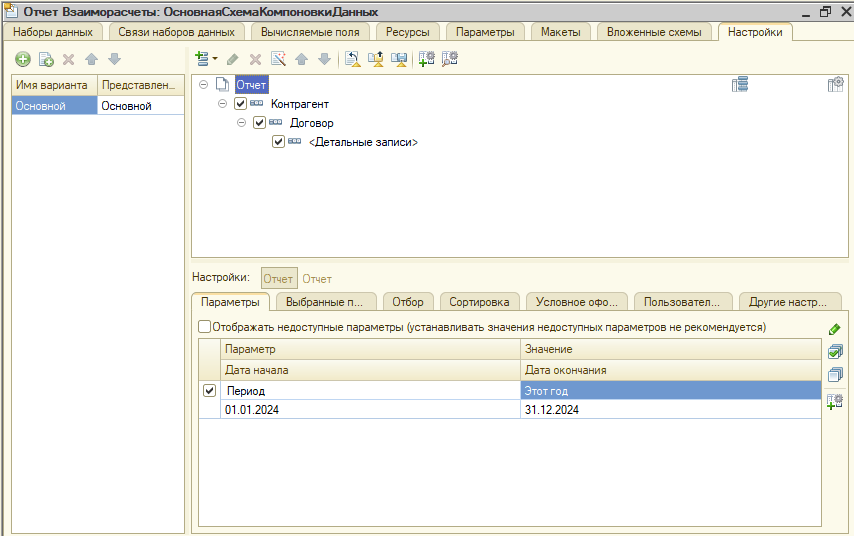 Отчет Взаиморасчеты: ОсновнаяСхемаКомпоновкиДанных
Наборы данных Связи наборов данных Вычисляемые поля Ресурсы Параметры Макеты Вложенные схемы Настройки
Имя варианта Представлен...
Основной Основной
Отчет
Контрагент
Договор
<Детальные записи>
Настройки: Отчет Отчет
Параметры Выбранные п... Отбор Сортировка Условное офо... Пользовател... Другие настр...
Отображать недоступные параметры (устанавливать значения недоступных параметров не рекомендуется)
Параметр Значение
Дата начала Дата окончания
Период Этот год
01.01.2024 31.12.2024